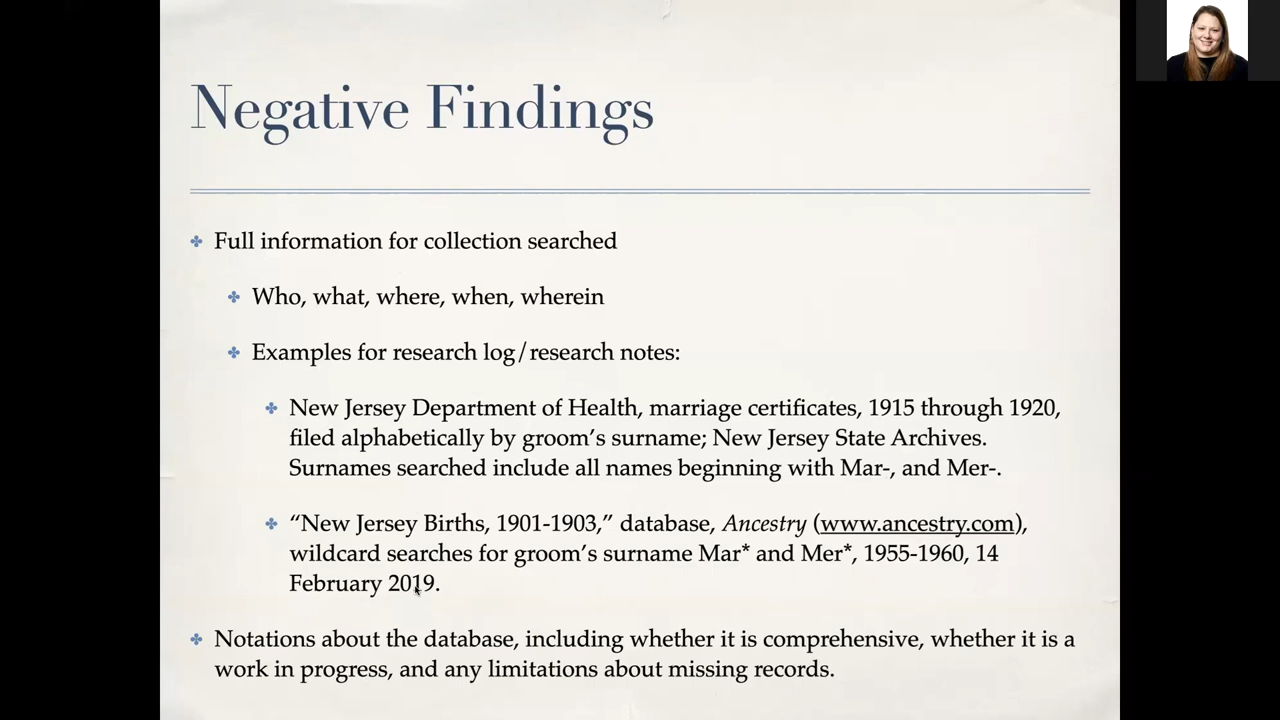 Negative Findings
Full information for collection searched
Who, what, where, when, wherein
Examples for research log/research notes:
New Jersey Department of Health, marriage certificates, 1915 through 1920,
filed alphabetically by groom’s surname; New Jersey State Archives.
Surnames searched include all names beginning with Mar-, and Mer-.
“New Jersey Births, 1901-1903,” database, Ancestry (www.ancestry.com),
wildcard searches for groom’s surname Mar* and Mer*, 1955-1960, 14
February 2019.
Notations about the database, including whether it is comprehensive, whether it is a
work in progress, and any limitations about missing records.